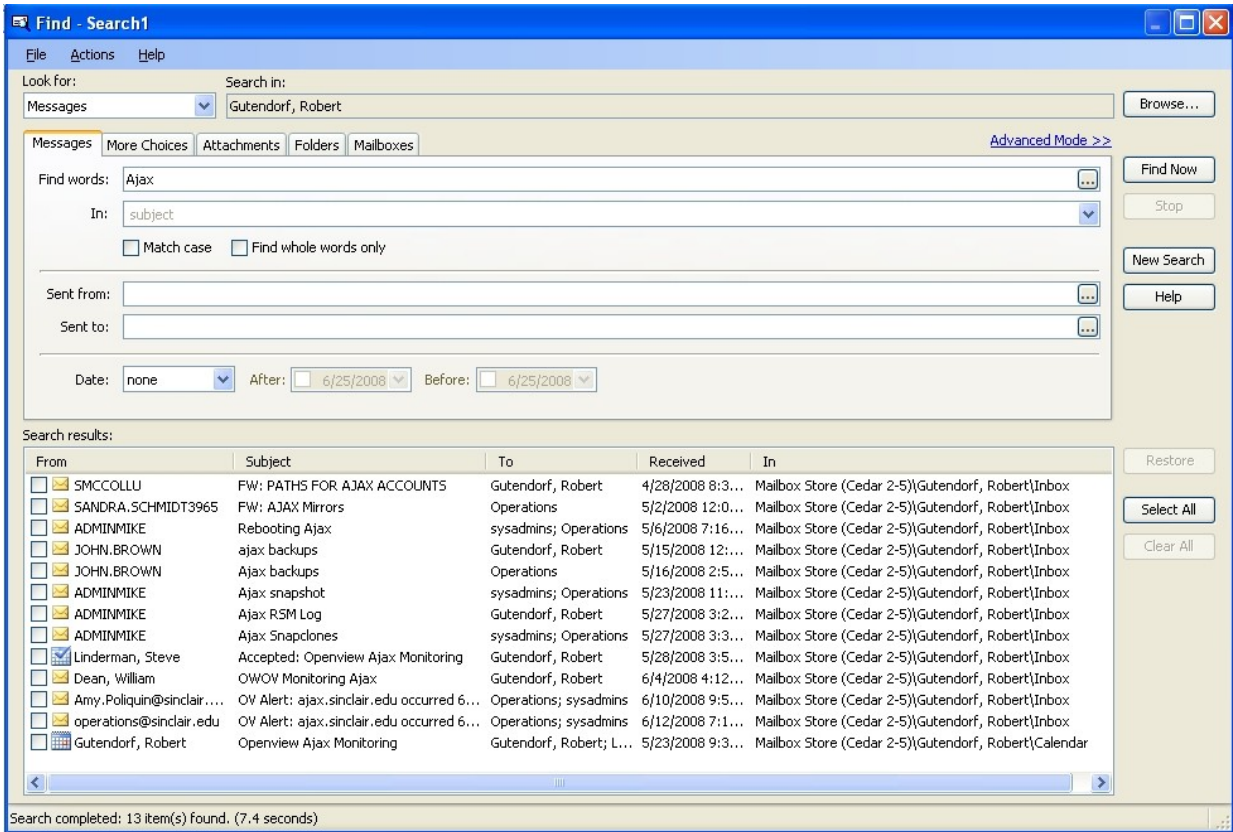 Find - Search1
File Actions Help
Look for: Search in:
Messages Gutendorf, Robert Browse...
Messages More Choices Attachments Folders Mailboxes Advanced Mode >>
Find words: Ajax ... Find Now
In: subject Stop
Match case Find whole words only
New Search
Sent from: ... Help
Sent to: ...
Date: none After: 6/25/2008 Before: 6/25/2008
Search results:
From Subject To Received In Restore
SMCCOLLU FW: PATHS FOR AJAX ACCOUNTS Gutendorf, Robert 4/28/2008 8:3... Mailbox Store (Cedar 2-5)\Gutendorf, Robert\Inbox
SANDRA.SCHMIDT3965 FW: AJAX Mirrors Operations 5/2/2008 12:0... Mailbox Store (Cedar 2-5)\Gutendorf, Robert\Inbox Select All
ADMINMIKE Rebooting Ajax sysadmins; Operations 5/6/2008 7:16... Mailbox Store (Cedar 2-5)\Gutendorf, Robert\Inbox
JOHN.BROWN ajax backups Gutendorf, Robert 5/15/2008 12:... Mailbox Store (Cedar 2-5)\Gutendorf, Robert\Inbox Clear All
JOHN.BROWN Ajax backups Operations 5/16/2008 2:5... Mailbox Store (Cedar 2-5)\Gutendorf, Robert\Inbox
ADMINMIKE Ajax snapshot sysadmins; Operations 5/23/2008 11:... Mailbox Store (Cedar 2-5)\Gutendorf, Robert\Inbox
ADMINMIKE Ajax RSM Log Gutendorf, Robert 5/27/2008 3:2... Mailbox Store (Cedar 2-5)\Gutendorf, Robert\Inbox
ADMINMIKE Ajax Snapclones sysadmins; Operations 5/27/2008 3:3... Mailbox Store (Cedar 2-5)\Gutendorf, Robert\Inbox
Linderman, Steve Accepted: Openview Ajax Monitoring Gutendorf, Robert 5/28/2008 3:5... Mailbox Store (Cedar 2-5)\Gutendorf, Robert\Inbox
Dean, William OWOV Monitoring Ajax Gutendorf, Robert 6/4/2008 4:12... Mailbox Store (Cedar 2-5)\Gutendorf, Robert\Inbox
Amy.Poliquin@sinclair.... OV Alert: ajax.sinclair.edu occurred 6... Operations; sysadmins 6/10/2008 9:5... Mailbox Store (Cedar 2-5)\Gutendorf, Robert\Inbox
operations@sinclair.edu OV Alert: ajax.sinclair.edu occurred 6... Operations; sysadmins 6/12/2008 7:1... Mailbox Store (Cedar 2-5)\Gutendorf, Robert\Inbox
Gutendorf, Robert Openview Ajax Monitoring Gutendorf, Robert; L... 5/23/2008 9:3... Mailbox Store (Cedar 2-5)\Gutendorf, Robert\Calendar
Search completed: 13 item(s) found. (7.4 seconds)